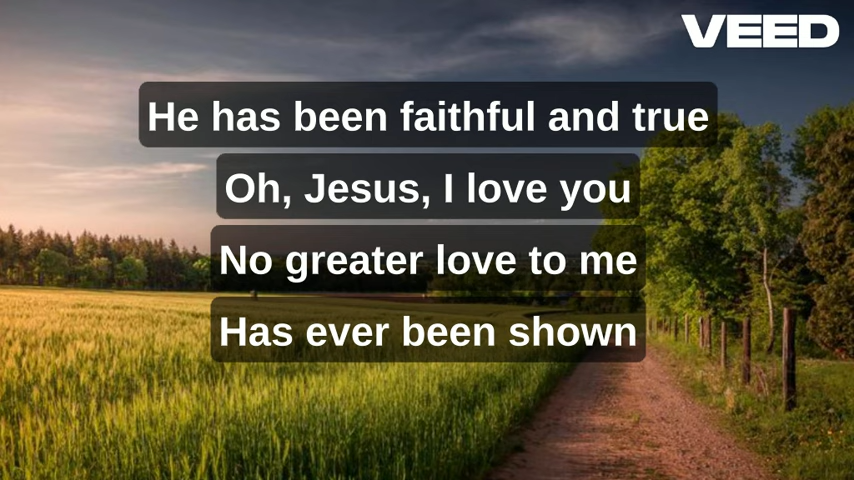 VEED
He has been faithful and true
Oh, Jesus, I love you
No greater love to me
Has ever been shown